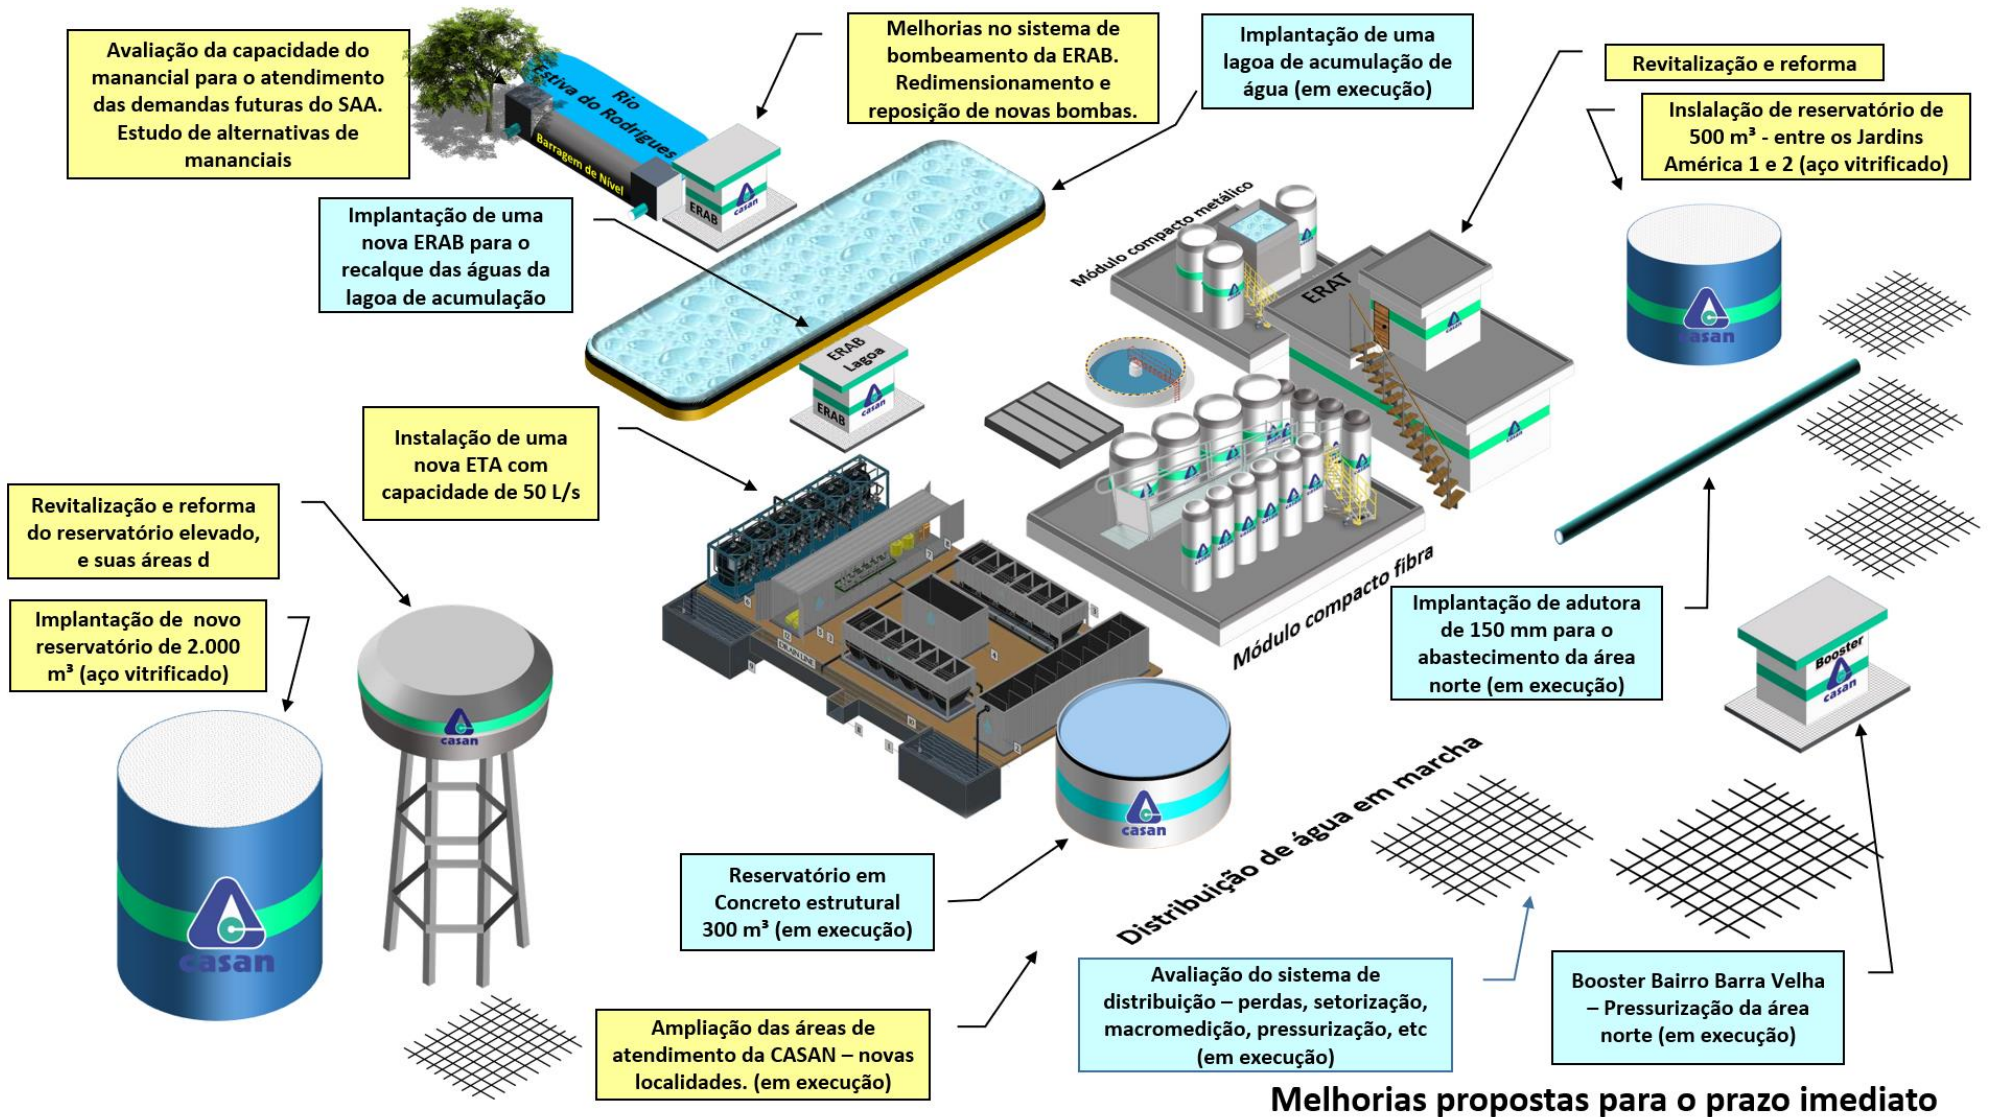 Avaliação da capacidade do
manancial para o atendimento
das demandas futuras do SAA.
Estudo de alternativas de
mananciais
Rio
Estiva do Rodrigues
Barragem de Nível
ERAB
casan
Melhorias no sistema de
bombeamento da ERAB.
Redimensionamento e
reposição de novas bombas.
Implantação de uma
lagoa de acumulação de
água (em execução)
Revitalização e reforma
Inslalação de reservatório de
500 m³ - entre os Jardins
América 1 e 2 (aço vitrificado)
casan
Implantação de uma
nova ERAB para o
recalque das águas da
lagoa de acumulação
ERAB
Lagoa
ERAB
casan
Módulo compacto metálico
ERAT
casan
casan
Instalação de uma
nova ETA com
capacidade de 50 L/s
Módulo compacto fibra
Revitalização e reforma
do reservatório elevado,
e suas áreas d
casan
Implantação de novo
reservatório de 2.000
m³ (aço vitrificado)
casan
DRAIN LINE
Implantação de adutora
de 150 mm para o
abastecimento da área
norte (em execução)
Booster
casan
Reservatório em
Concreto estrutural
300 m³ (em execução)
casan
Distribuição de água em marcha
Ampliação das áreas de
atendimento da CASAN – novas
localidades. (em execução)
Avaliação do sistema de
distribuição – perdas, setorização,
macromedição, pressurização, etc
(em execução)
Booster Bairro Barra Velha
– Pressurização da área
norte (em execução)
Melhorias propostas para o prazo imediato